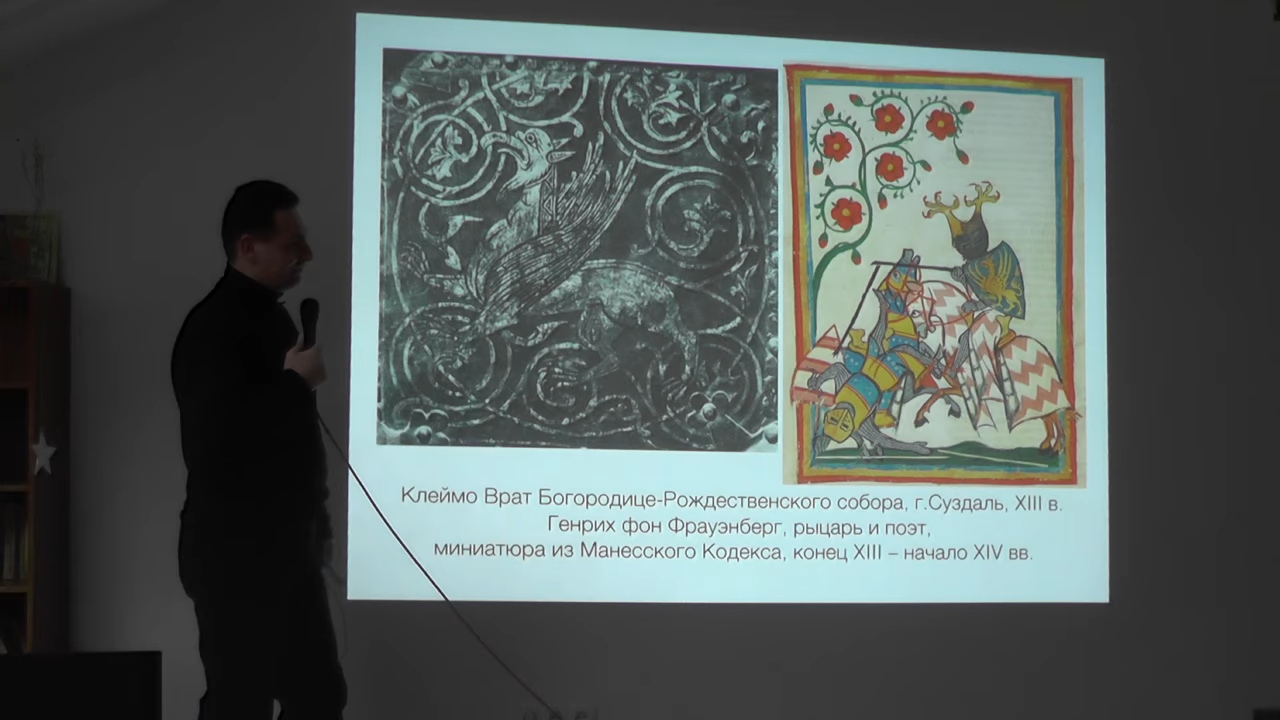 Клеймо Врат Богородице-Рождественского собора, г.Суздаль, XIII в.
Генрих фон Фрауэнберг, рыцарь и поэт,
миниатюра из Манесского Кодекса, конец XIII – начало XIV вв.